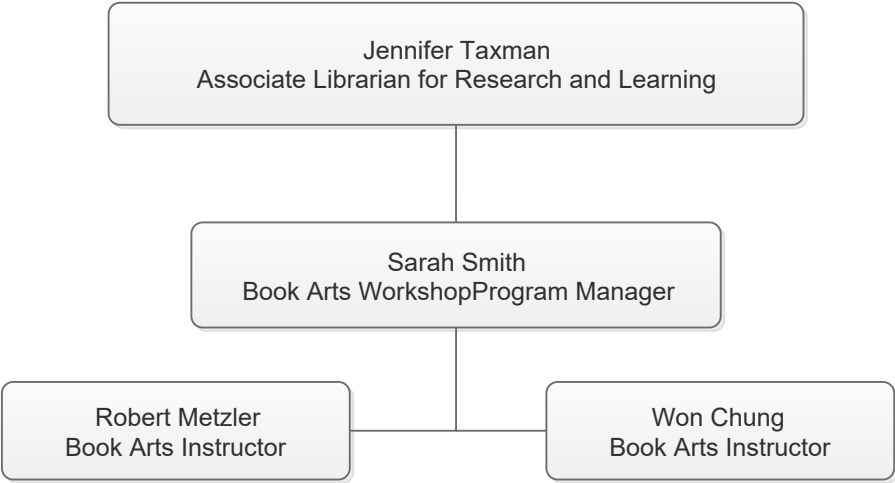 Jennifer Taxman
Associate Librarian for Research and Learning
Sarah Smith
Book Arts WorkshopProgram Manager
Robert Metzler
Book Arts Instructor
Won Chung
Book Arts Instructor